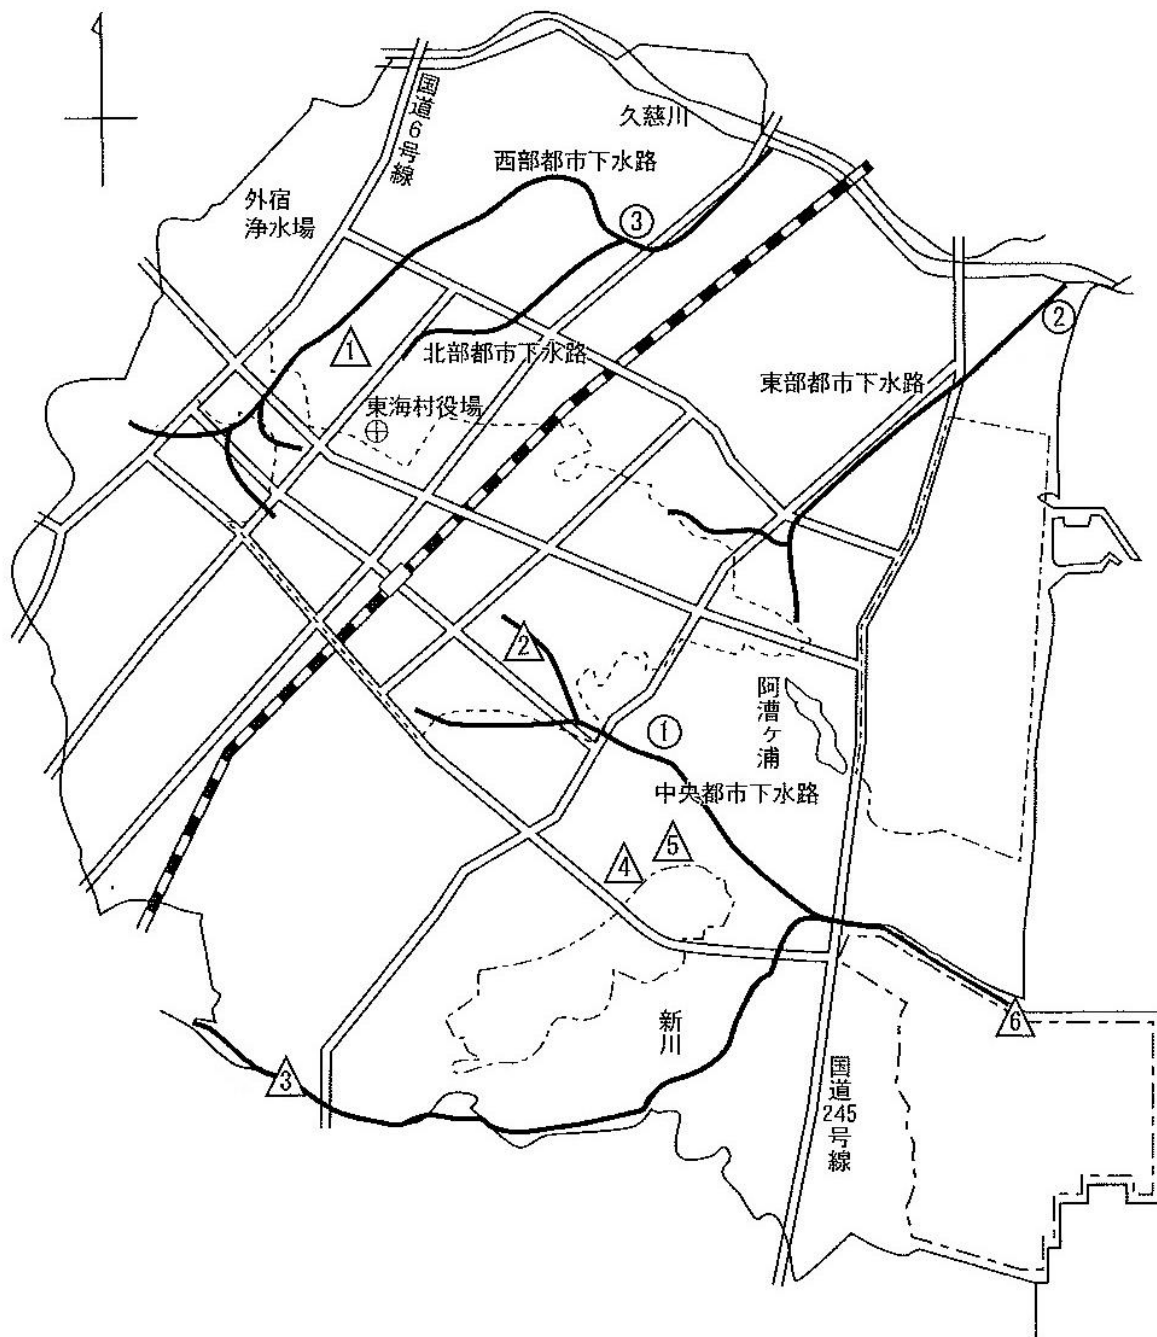 久慈川
国道6号線
西部都市下水路
外宿
浄水場
③
②
1
北部都市下水路
東部都市下水路
東海村役場
2
阿漕ヶ浦
①
中央都市下水路
5
4
新川
6
3
国道245号線